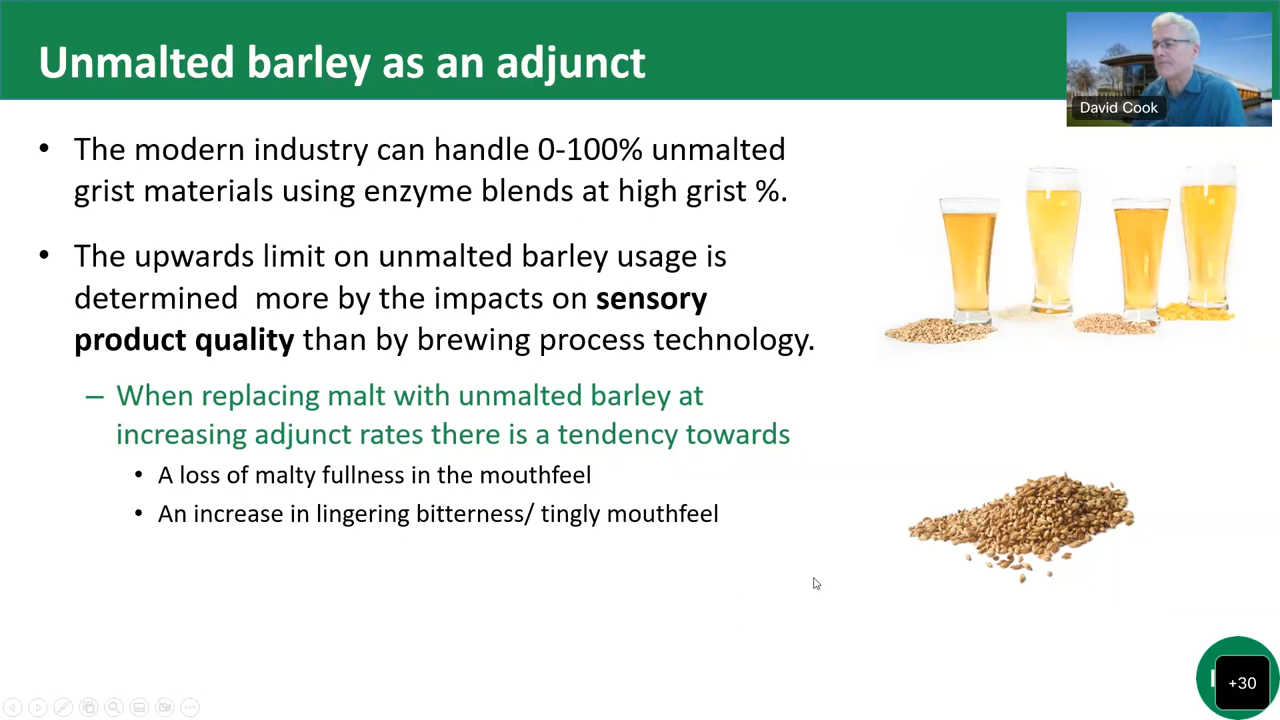 Unmalted barley as an adjunct
David Cook
• The modern industry can handle 0-100% unmalted
grist materials using enzyme blends at high grist %.
• The upwards limit on unmalted barley usage is
determined  more by the impacts on sensory
product quality than by brewing process technology.
– When replacing malt with unmalted barley at
increasing adjunct rates there is a tendency towards
• A loss of malty fullness in the mouthfeel
• An increase in lingering bitterness/ tingly mouthfeel
+30